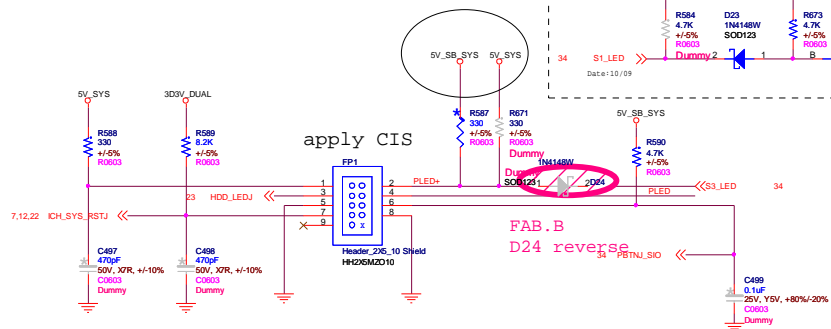 R584
4.7K
+/-5%
R0603
Dummy
D23
1N4148W
SOD123
R673
4.7K
+/-5%
R0603
34
S1_LED
2
1
B
Date:10/09
5V_SB_SYS
5V_SYS
5V_SYS
3D3V_DUAL
5V_SB_SYS
R588
330
+/-5%
R0603
R589
8.2K
+/-5%
R0603
apply CIS
*
R587
330
+/-5%
R0603
R671
330
+/-5%
R0603
Dummy
R590
4.7K
+/-5%
R0603
FP1
1
3
5
7
9
2
4
6
8
x
23
HDD_LEDJ
PLED+
Dummy
1N4148W
SOD123
1
2
D24
PLED
S3_LED
34
7,12,22
ICH_SYS_RSTJ
Header_2X5_10 Shield
HH2X5MZO10
FAB.B
D24 reverse
34
PBTNJ_SIO
C497
470pF
50V, X7R, +/-10%
C0603
Dummy
C498
470pF
50V, X7R, +/-10%
C0603
Dummy
C499
0.1uF
25V, Y5V, +80%/-20%
C0603
Dummy